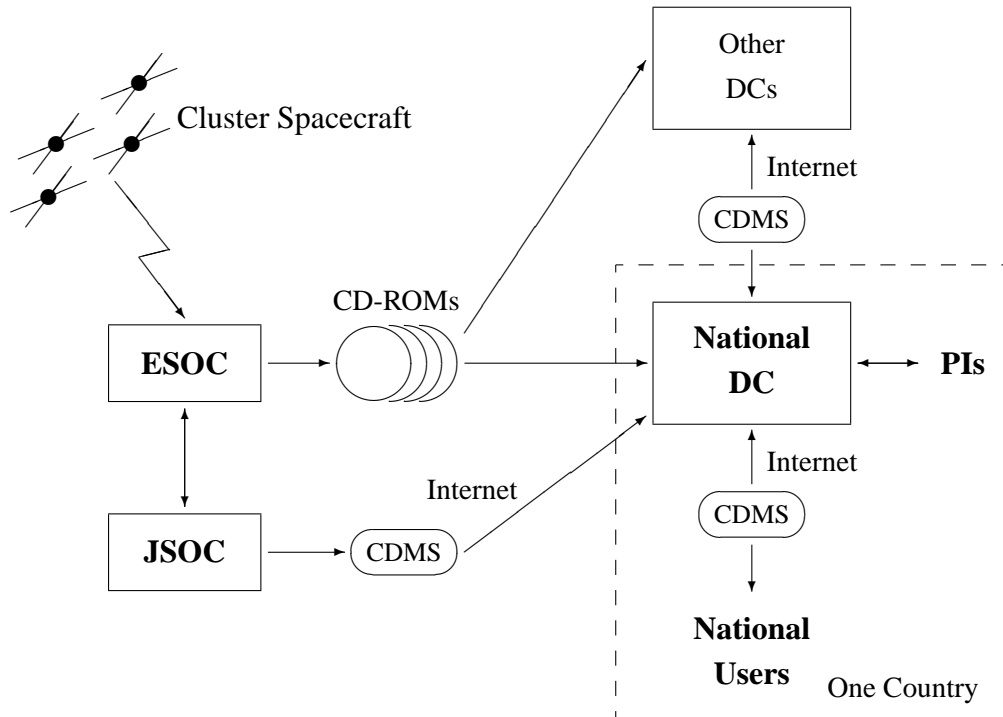 Other
DCs
Cluster Spacecraft
Internet
CDMS
CD-ROMs
ESOC
National
DC
PIs
Internet
Internet
CDMS
JSOC
CDMS
National
Users
One Country